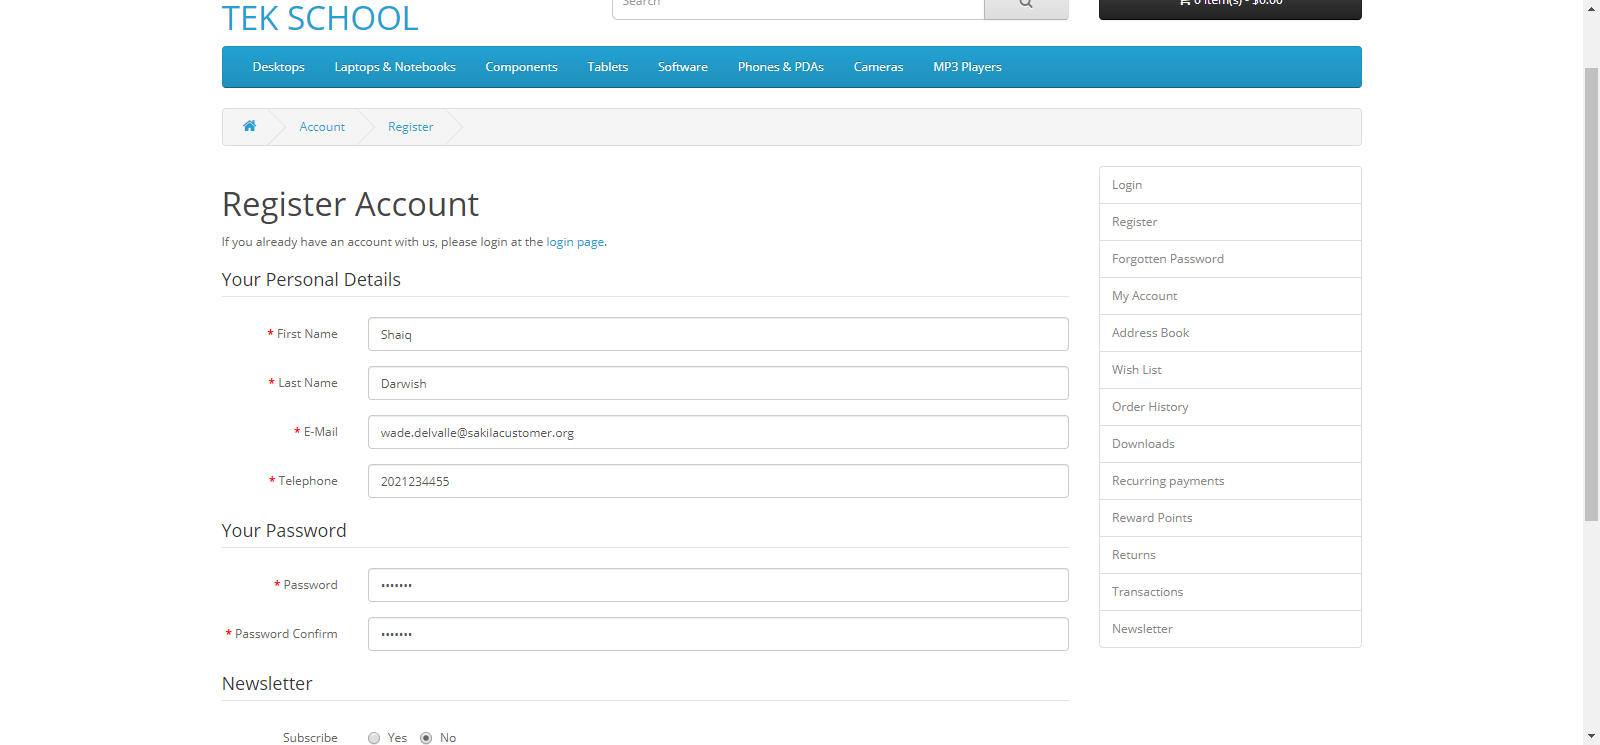 TEK SCHOOL
Search
0 item(s) - $0.00
Desktops Laptops & Notebooks Components Tablets Software Phones & PDAs Cameras MP3 Players
Account Register
Register Account
If you already have an account with us, please login at the login page.
Your Personal Details
* First Name Shaiq
* Last Name Darwish
* E-Mail wade.delvalle@sakilacustomer.org
* Telephone 2021234455
Your Password
* Password •••••••
* Password Confirm •••••••
Newsletter
Subscribe Yes No
Login
Register
Forgotten Password
My Account
Address Book
Wish List
Order History
Downloads
Recurring payments
Reward Points
Returns
Transactions
Newsletter